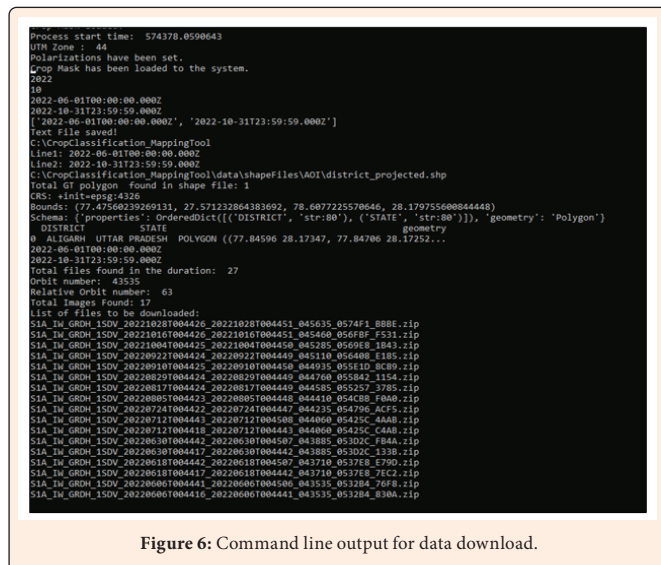 Process start time:  574378.0590643
UTM Zone :  44
Polarizations have been set.
Crop Mask has been loaded to the system.
2022
10
2022-06-01T00:00:00.000Z
2022-10-31T23:59:59.000Z
['2022-06-01T00:00:00.000Z', '2022-10-31T23:59:59.000Z']
Text File saved!
C:\CropClassification_MappingTool
Line1: 2022-06-01T00:00:00.000Z
Line2: 2022-10-31T23:59:59.000Z
C:\CropClassification_MappingTool\data\shapeFiles\AOI\district_projected.shp
Total GT polygon  found in shape file: 1
CRS: +init=epsg:4326
Bounds: (77.47560239269131, 27.571232864383692, 78.6077225570646, 28.179755600844448)
Schema: {'properties': OrderedDict([('DISTRICT', 'str:80'), ('STATE', 'str:80')]), 'geometry': 'Polygon'}
DISTRICT          STATE                                           geometry
0  ALIGARH  UTTAR PRADESH  POLYGON ((77.84596 28.17347, 77.84706 28.17252...
2022-06-01T00:00:00.000Z
2022-10-31T23:59:59.000Z
Total files found in the duration:  27
Orbit number:  43535
Relative Orbit number:  63
Total Images Found: 17
List of files to be downloaded:
S1A_IW_GRDH_1SDV_20221028T004426_20221028T004451_045635_0574F1_BBBE.zip
S1A_IW_GRDH_1SDV_20221016T004426_20221016T004451_045460_056FBF_F531.zip
S1A_IW_GRDH_1SDV_20221004T004425_20221004T004450_045285_0569E8_1B43.zip
S1A_IW_GRDH_1SDV_20220922T004424_20220922T004449_045110_056408_E185.zip
S1A_IW_GRDH_1SDV_20220910T004425_20220910T004450_044935_055E1D_8C89.zip
S1A_IW_GRDH_1SDV_20220829T004424_20220829T004449_044760_055842_1154.zip
S1A_IW_GRDH_1SDV_20220817T004424_20220817T004449_044585_055257_3785.zip
S1A_IW_GRDH_1SDV_20220805T004423_20220805T004448_044410_054CBB_F0A0.zip
S1A_IW_GRDH_1SDV_20220724T004422_20220724T004447_044235_054796_ACF5.zip
S1A_IW_GRDH_1SDV_20220712T004443_20220712T004508_044060_05425C_4AAB.zip
S1A_IW_GRDH_1SDV_20220712T004418_20220712T004443_044060_05425C_C4AB.zip
S1A_IW_GRDH_1SDV_20220630T004442_20220630T004507_043885_053D2C_FB4A.zip
S1A_IW_GRDH_1SDV_20220630T004417_20220630T004442_043885_053D2C_133B.zip
S1A_IW_GRDH_1SDV_20220618T004442_20220618T004507_043710_0537E8_E79D.zip
S1A_IW_GRDH_1SDV_20220618T004417_20220618T004442_043710_0537E8_7EC2.zip
S1A_IW_GRDH_1SDV_20220606T004441_20220606T004506_043535_0532B4_76F8.zip
S1A_IW_GRDH_1SDV_20220606T004416_20220606T004441_043535_0532B4_830A.zip
Figure 6: Command line output for data download.